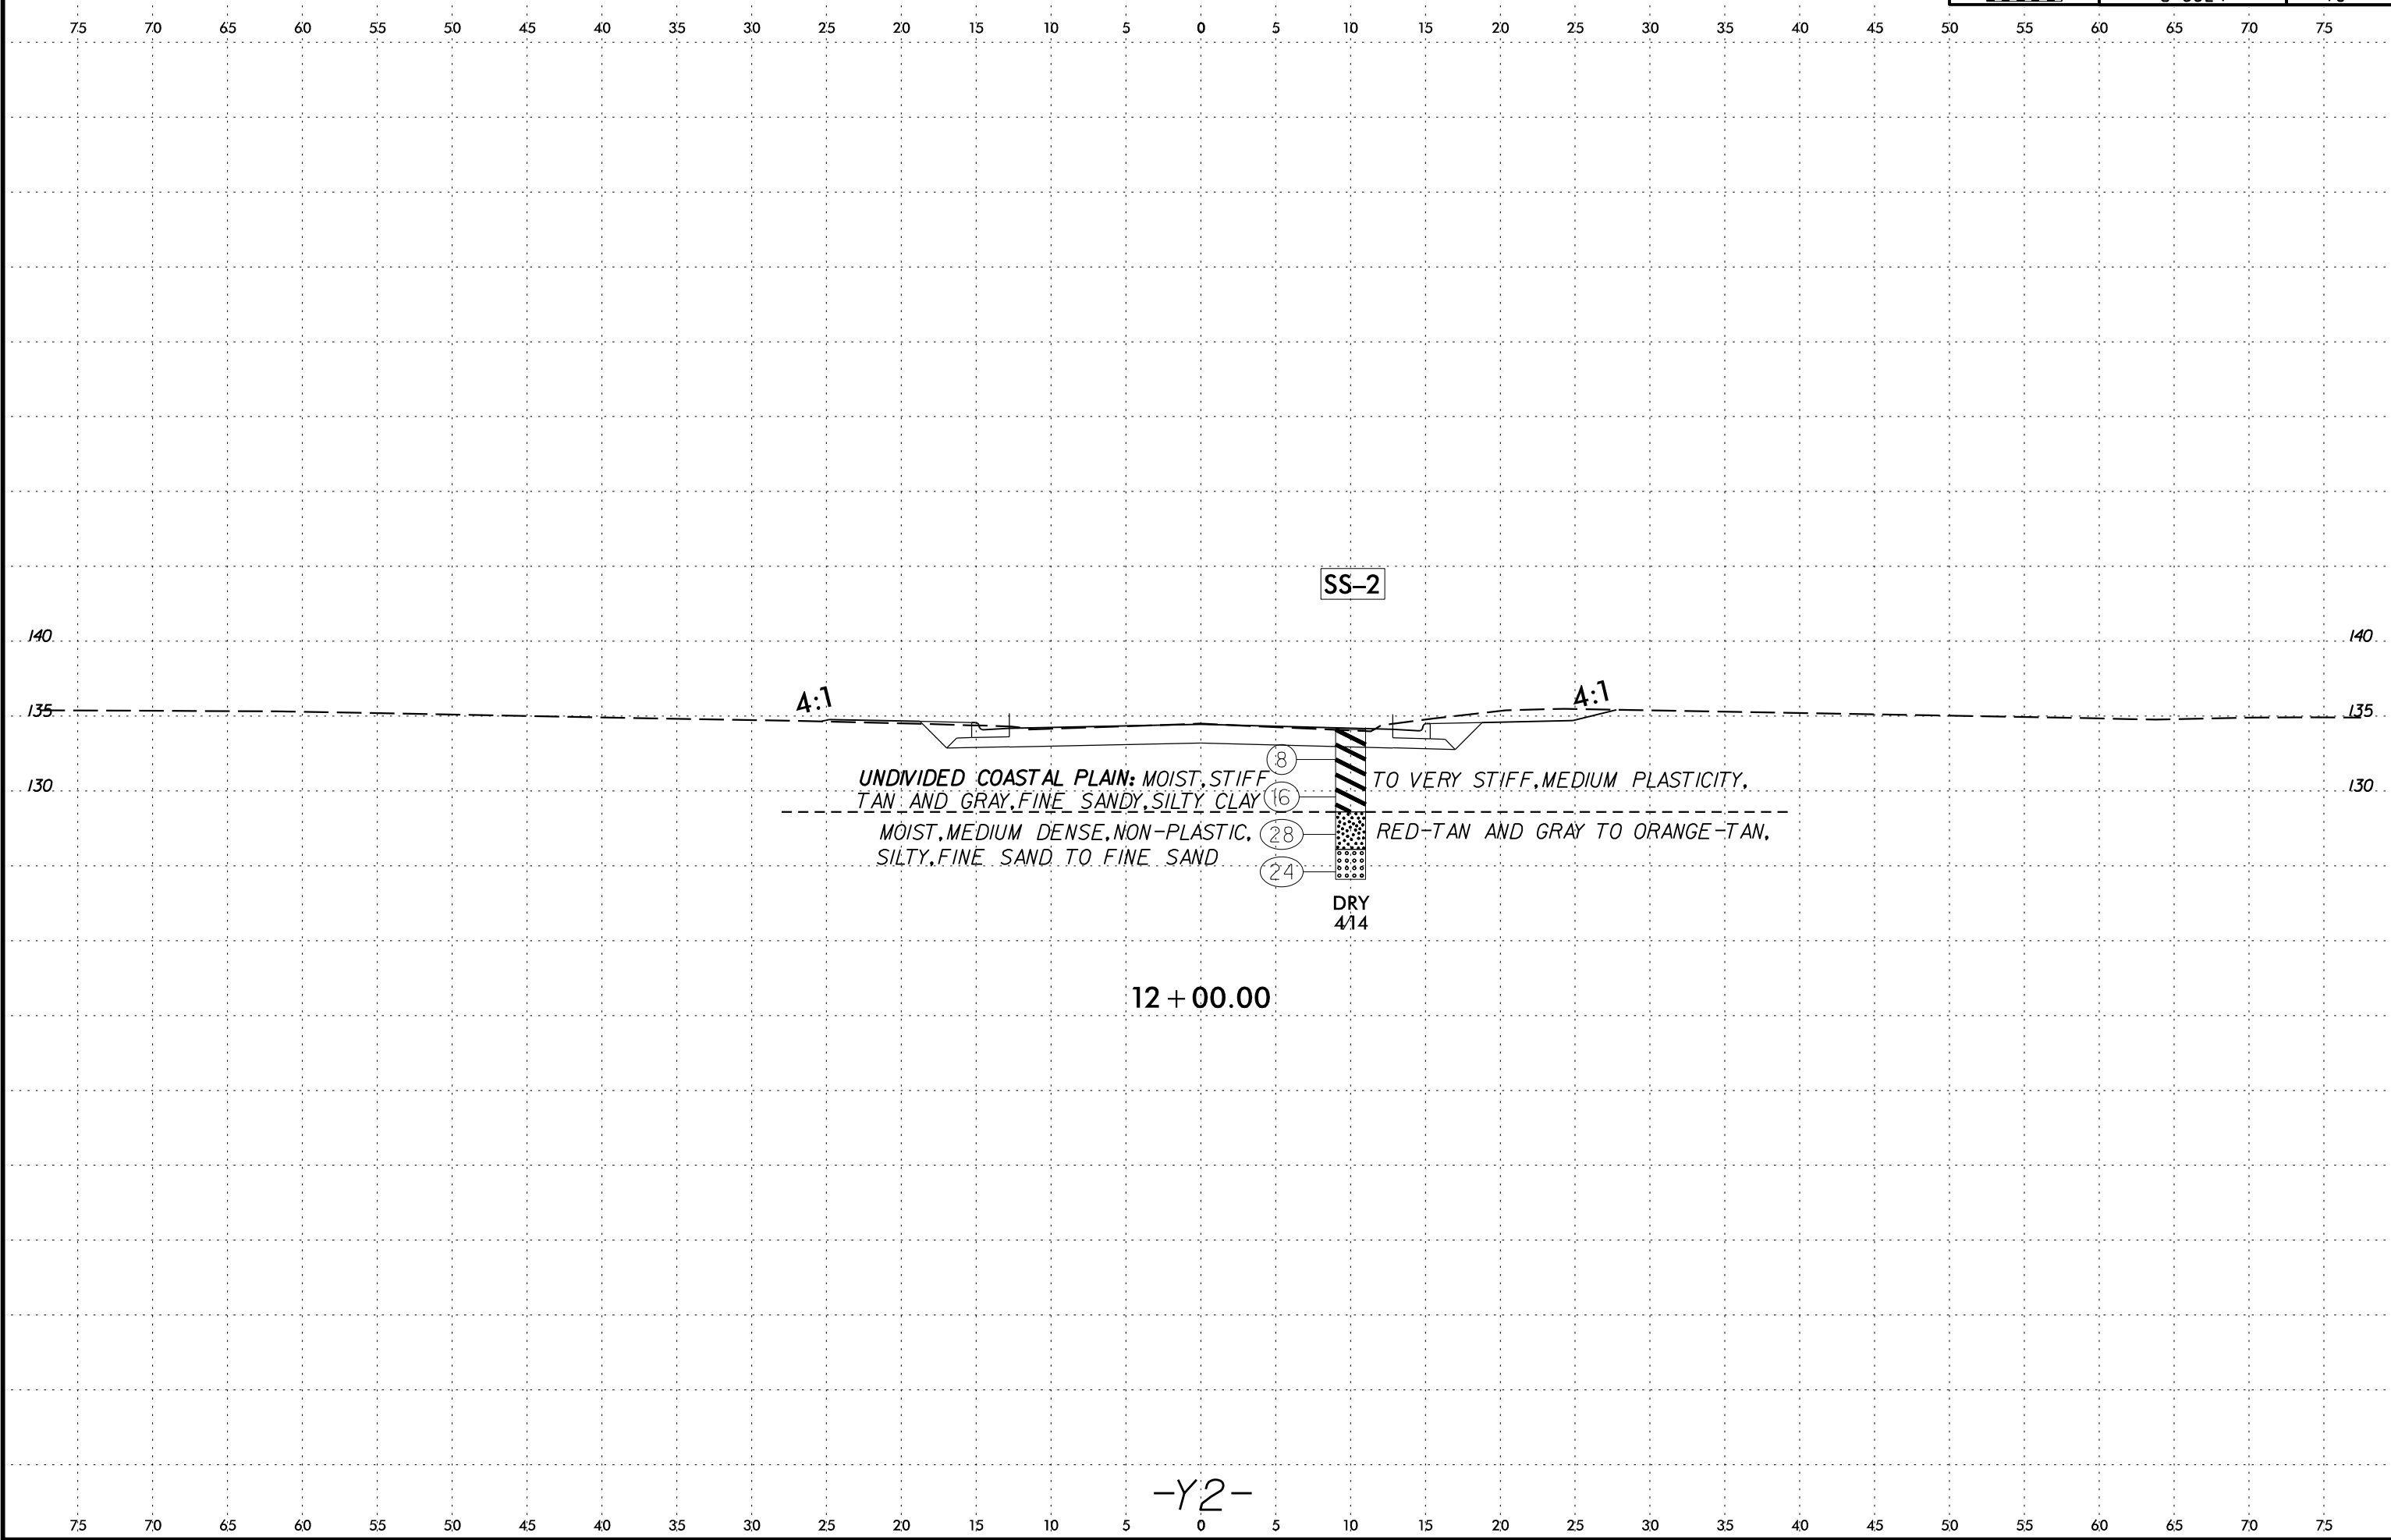 75 70 65 60 55 50 45 40 35 30 25 20 15 10 5 0 5 10 15 20 25 30 35 40 45 50 55 60 65 70 75
SS-2
140 140
4:1 4:1
135 135
8
UNDIVIDED COASTAL PLAIN: MOIST, STIFF TO VERY STIFF, MEDIUM PLASTICITY,
130 130
TAN AND GRAY, FINE SANDY, SILTY CLAY 16
MOIST, MEDIUM DENSE, NON-PLASTIC, 28 RED-TAN AND GRAY TO ORANGE-TAN,
SILTY, FINE SAND TO FINE SAND
24
DRY
4/14
12+00.00
-Y2-
75 70 65 60 55 50 45 40 35 30 25 20 15 10 5 0 5 10 15 20 25 30 35 40 45 50 55 60 65 70 75